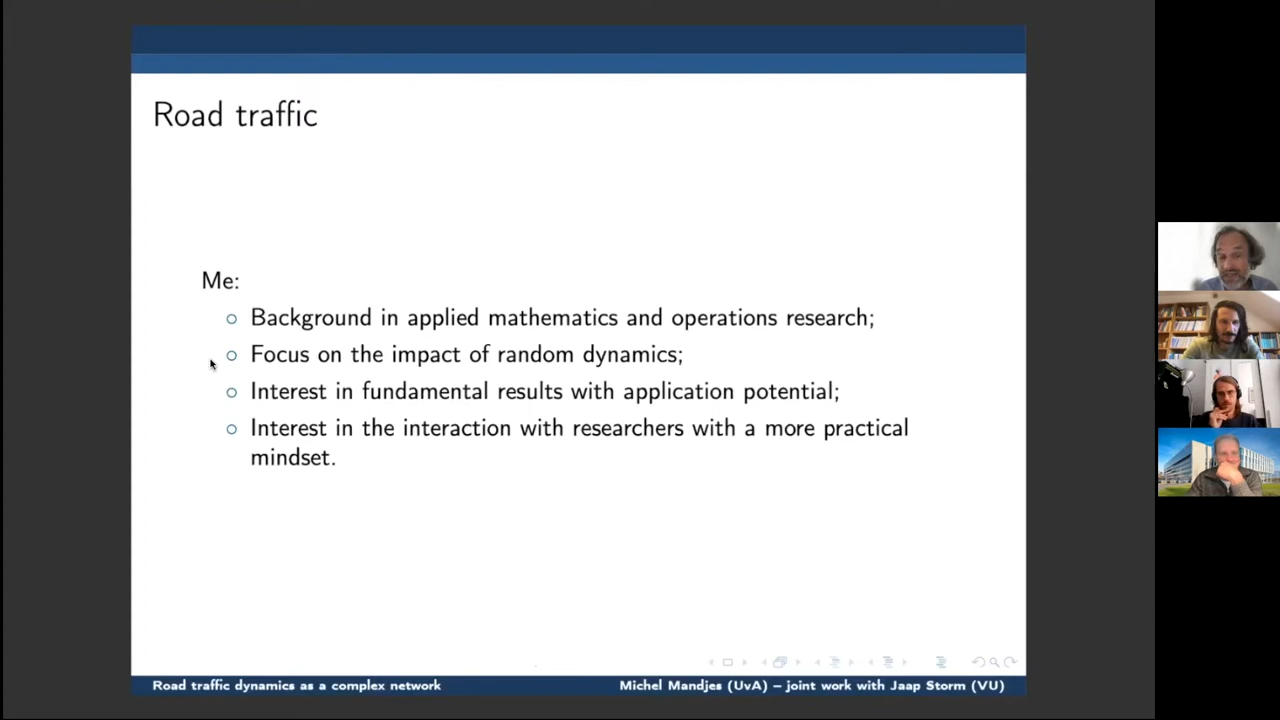 Road traffic
Me:
Background in applied mathematics and operations research;
Focus on the impact of random dynamics;
Interest in fundamental results with application potential;
Interest in the interaction with researchers with a more practical
mindset.
Road traffic dynamics as a complex network
Michel Mandjes (UvA) – joint work with Jaap Storm (VU)